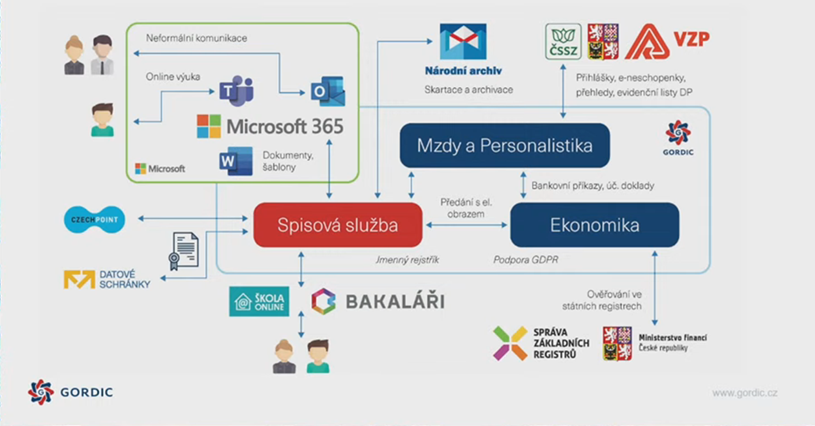 Neformální komunikace
Online výuka
Microsoft 365
Dokumenty,
šablony
Microsoft
Národní archiv
Skartace a archivace
ČSSZ
VZP
Přihlášky, e-neschopenky,
přehledy, evidenční listy DP
Mzdy a Personalistika
GORDIC
Předání s el.
obrazem
Bankovní příkazy, úč. doklady
CZECHPOINT
Spisová služba
Ekonomika
Jmenný rejstřík
Podpora GDPR
DATOVÉ
SCHRÁNKY
ŠKOLA
ONLINE
BAKALÁŘI
Ověřování ve
státních registrech
SPRÁVA
ZÁKLADNÍCH
REGISTRŮ
Ministerstvo financí
České republiky
GORDIC
www.gordic.cz